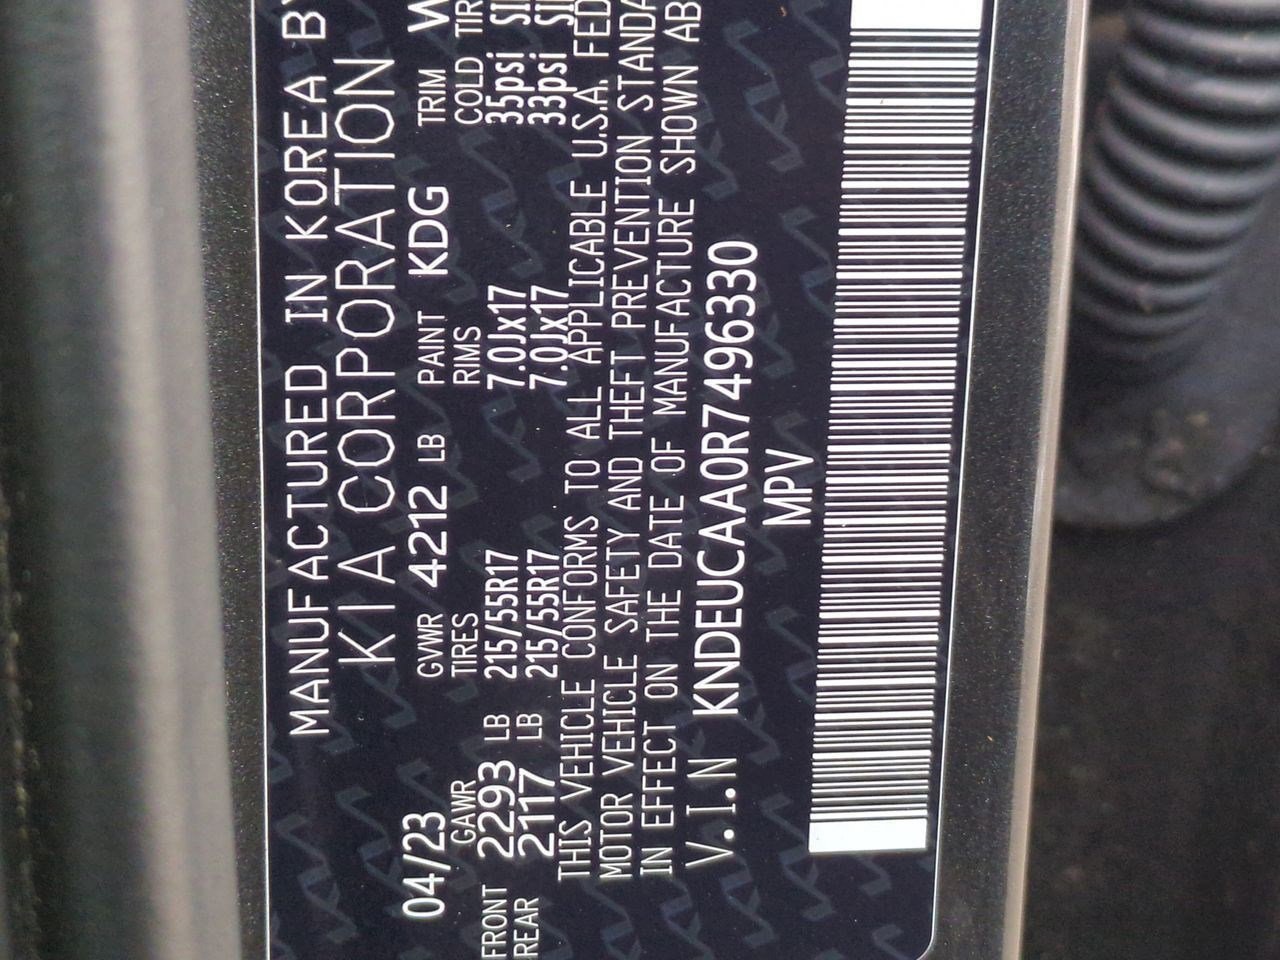 MANUFACTURED IN KOREA BY
KIA CORPORATION
04/23 GVWR 4212 LB PAINT KDG TRIM W
GAWR TIRES RIMS COLD TIR
FRONT 2293 LB 215/55R17 7.0Jx17 35psi
REAR 2117 LB 215/55R17 7.0Jx17 33psi
THIS VEHICLE CONFORMS TO ALL APPLICABLE U.S.A. FED
MOTOR VEHICLE SAFETY AND THEFT PREVENTION STANDA
IN EFFECT ON THE DATE OF MANUFACTURE SHOWN AB
V.I.N KNDEUCAA0R7496330
MPV